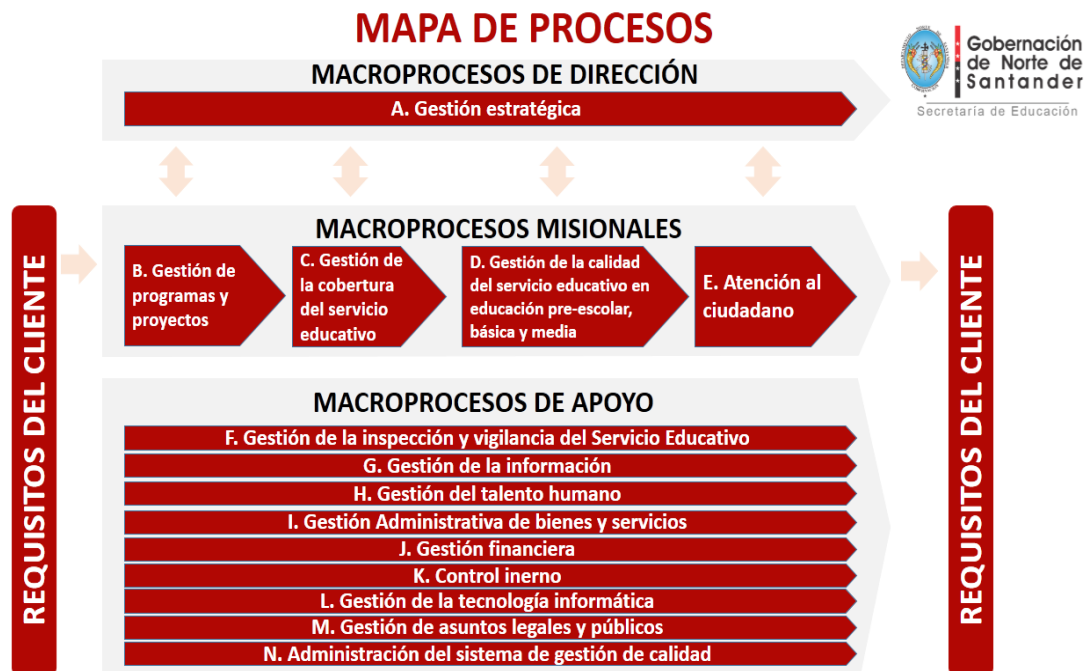 MAPA DE PROCESOS
Gobernación
de Norte de
Santander
Secretaría de Educación
MACROPROCESOS DE DIRECCIÓN
A. Gestión estratégica
REQUISITOS DEL CLIENTE
MACROPROCESOS MISIONALES
B. Gestión de
programas y
proyectos
C. Gestión de
la cobertura
del servicio
educativo
D. Gestión de la calidad
del servicio educativo en
educación pre-escolar,
básica y media
E. Atención al
ciudadano
MACROPROCESOS DE APOYO
F. Gestión de la inspección y vigilancia del Servicio Educativo
G. Gestión de la información
H. Gestión del talento humano
I. Gestión Administrativa de bienes y servicios
J. Gestión financiera
K. Control inerno
L. Gestión de la tecnología informática
M. Gestión de asuntos legales y públicos
N. Administración del sistema de gestión de calidad
REQUISITOS DEL CLIENTE